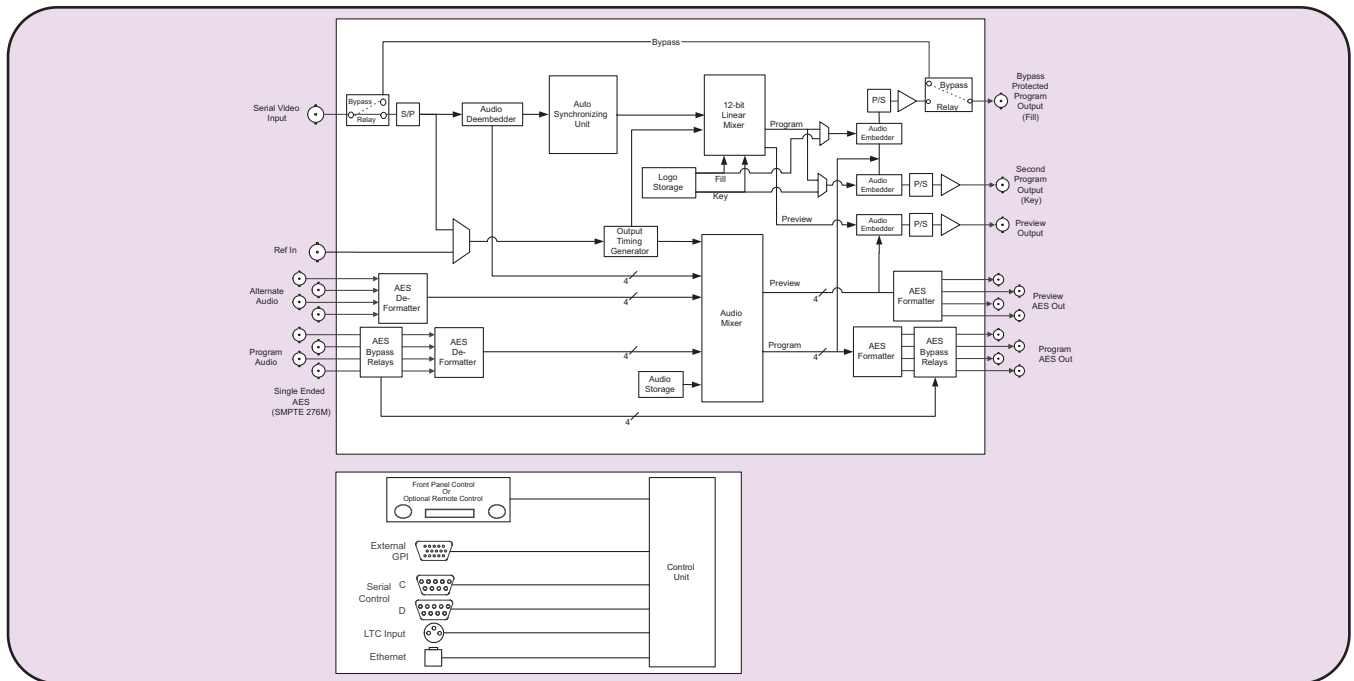 Bypass
Serial Video
Input
Bypass
Relay
S/P
Audio
Deembedder
Auto
Synchronizing
Unit
12-bit
Linear
Mixer
Program
P/S
Bypass
Relay
Bypass
Protected
Program
Output
(Fill)
Audio
Embedder
Logo
Storage
Fill
Key
Audio
Embedder
P/S
Second
Program
Output
(Key)
Preview
Audio
Embedder
P/S
Preview
Output
Ref In
Output
Timing
Generator
4
Alternate
Audio
AES
De-
Formatter
4
Audio
Mixer
Preview
4
AES
Formatter
Preview
AES Out
Program
Audio
AES
Bypass
Relays
AES
De-
Formatter
4
Program
4
AES
Formatter
AES
Bypass
Relays
Program
AES Out
Single Ended
AES
(SMPTE 276M)
Audio
Storage
4
Front Panel Control
Or
Optional Remote Control
External
GPI
Serial
Control
C
D
LTC Input
Ethernet
Control
Unit